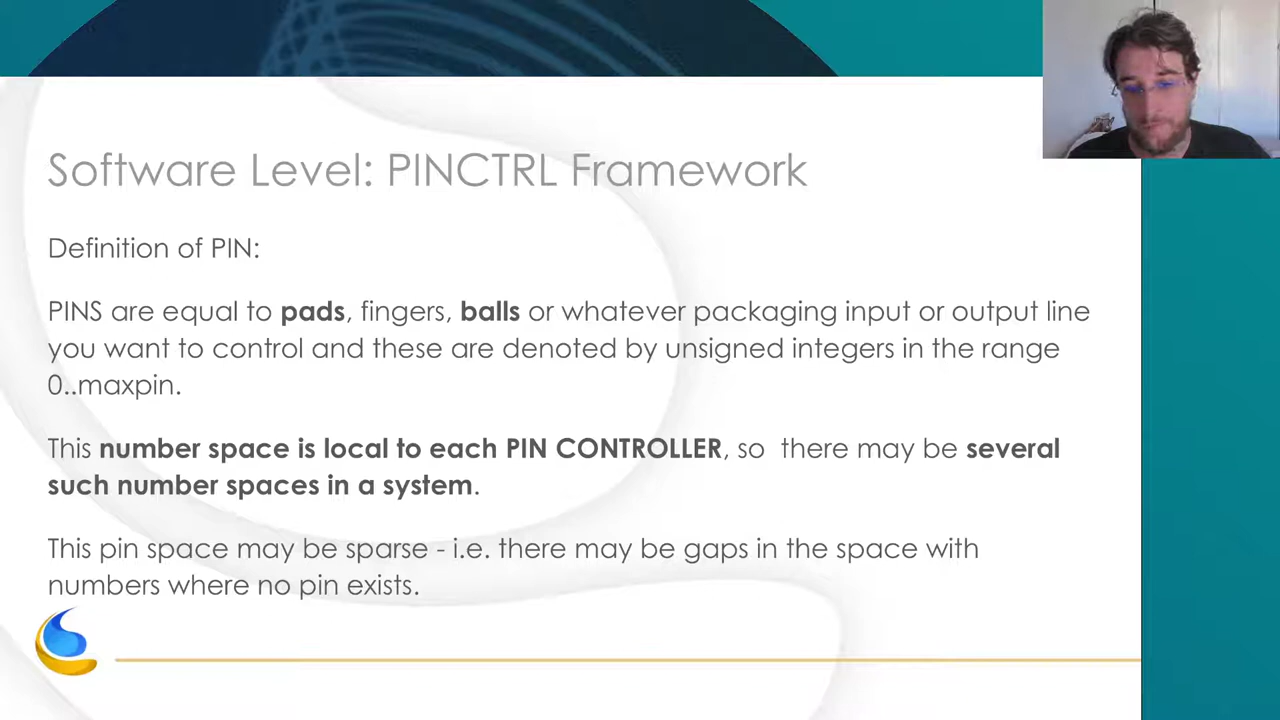 Software Level: PINCTRL Framework
Definition of PIN:
PINS are equal to pads, fingers, balls or whatever packaging input or output line
you want to control and these are denoted by unsigned integers in the range
0..maxpin.
This number space is local to each PIN CONTROLLER, so there may be several
such number spaces in a system.
This pin space may be sparse - i.e. there may be gaps in the space with
numbers where no pin exists.